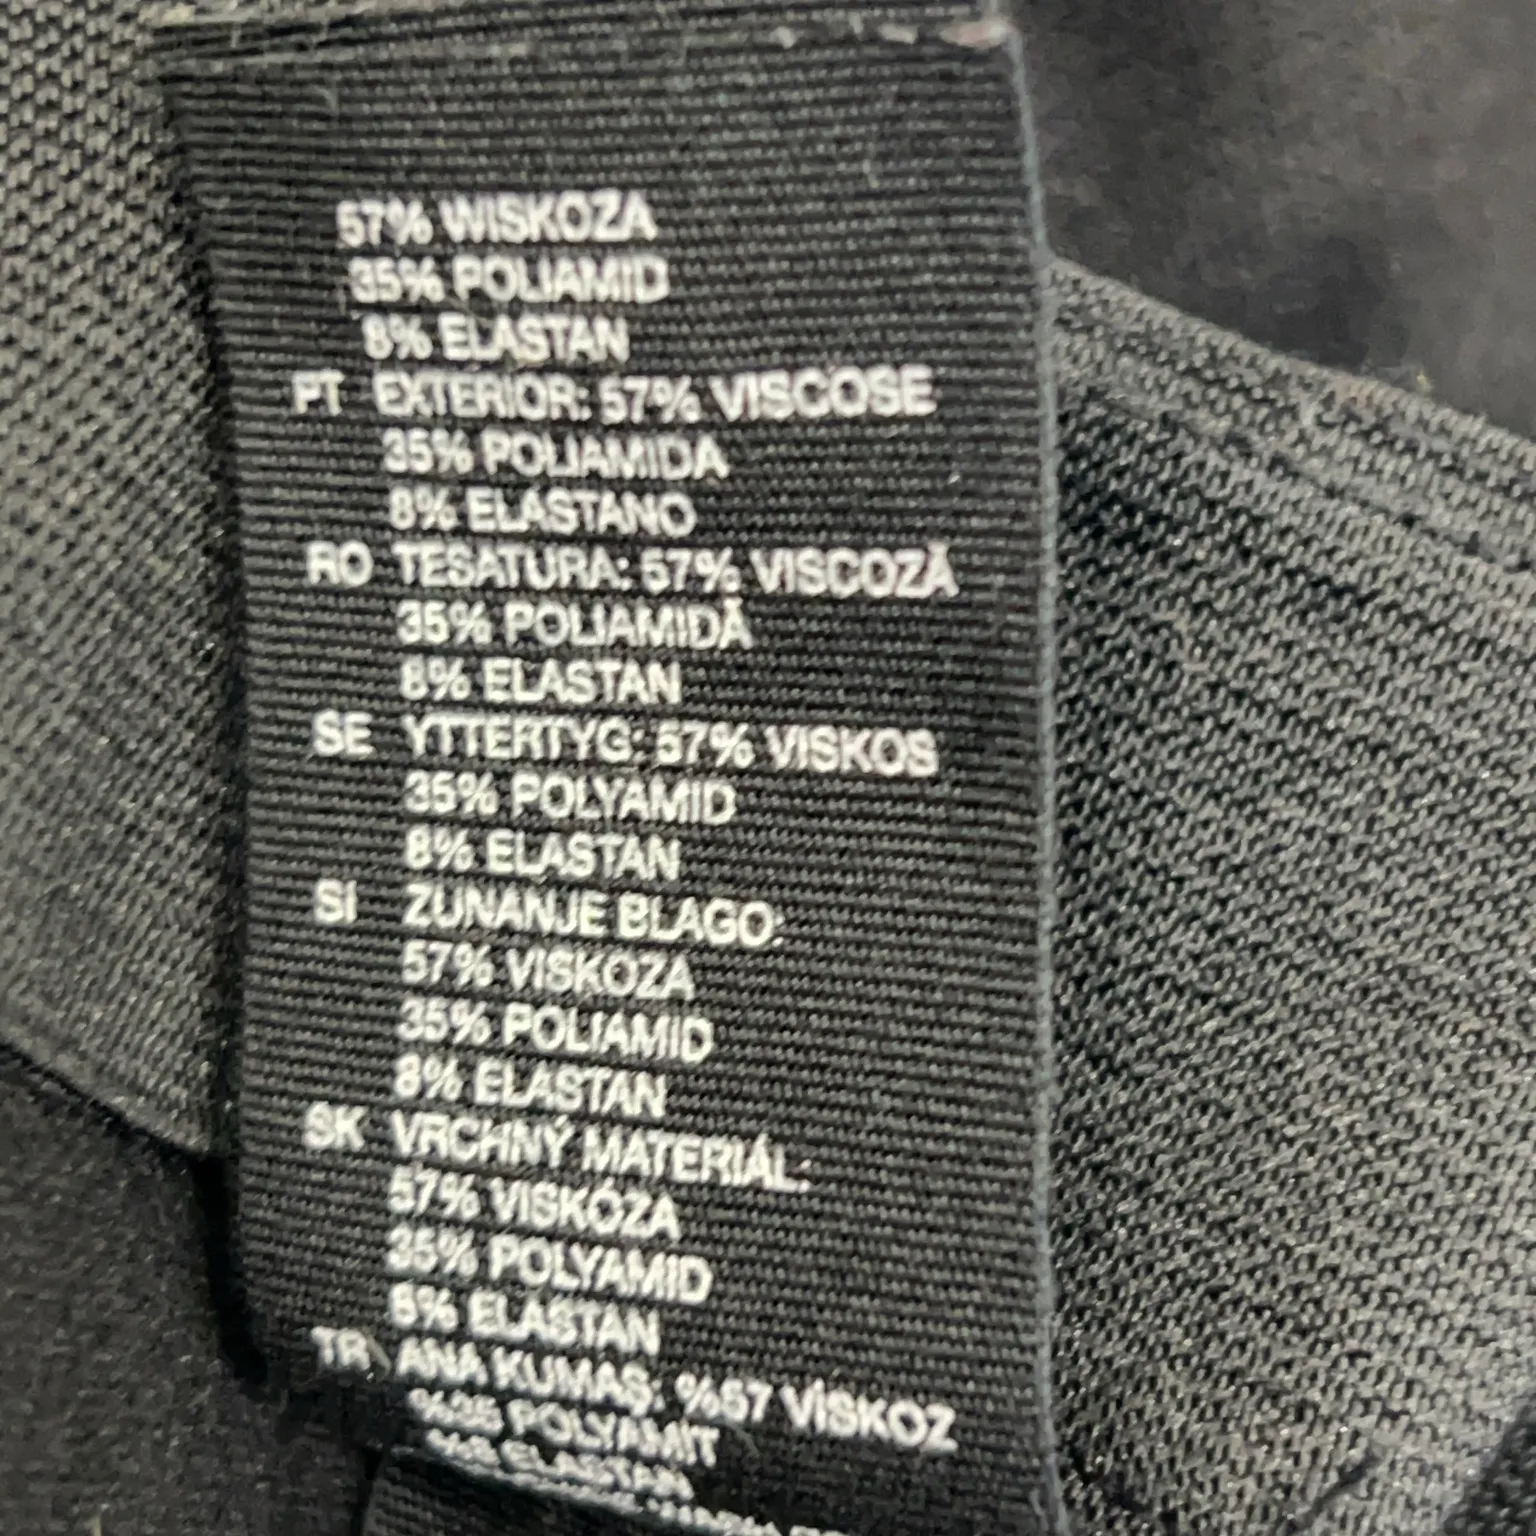 57% WISKOZA
35% POLIAMID
8% ELASTAN
PT EXTERIOR: 57% VISCOSE
35% POLIAMIDA
8% ELASTANO
RO TESATURA: 57% VISCOZĂ
35% POLIAMIDĂ
8% ELASTAN
SE YTTERTYG: 57% VISKOS
35% POLYAMID
8% ELASTAN
SI ZUNANJE BLAGO:
57% VISKOZA
35% POLIAMID
8% ELASTAN
SK VRCHNÝ MATERIÁL:
57% VISKÓZA
35% POLYAMID
8% ELASTAN
TR ANA KUMAŞ: %57 VİSKOZ
%35 POLYAMIT